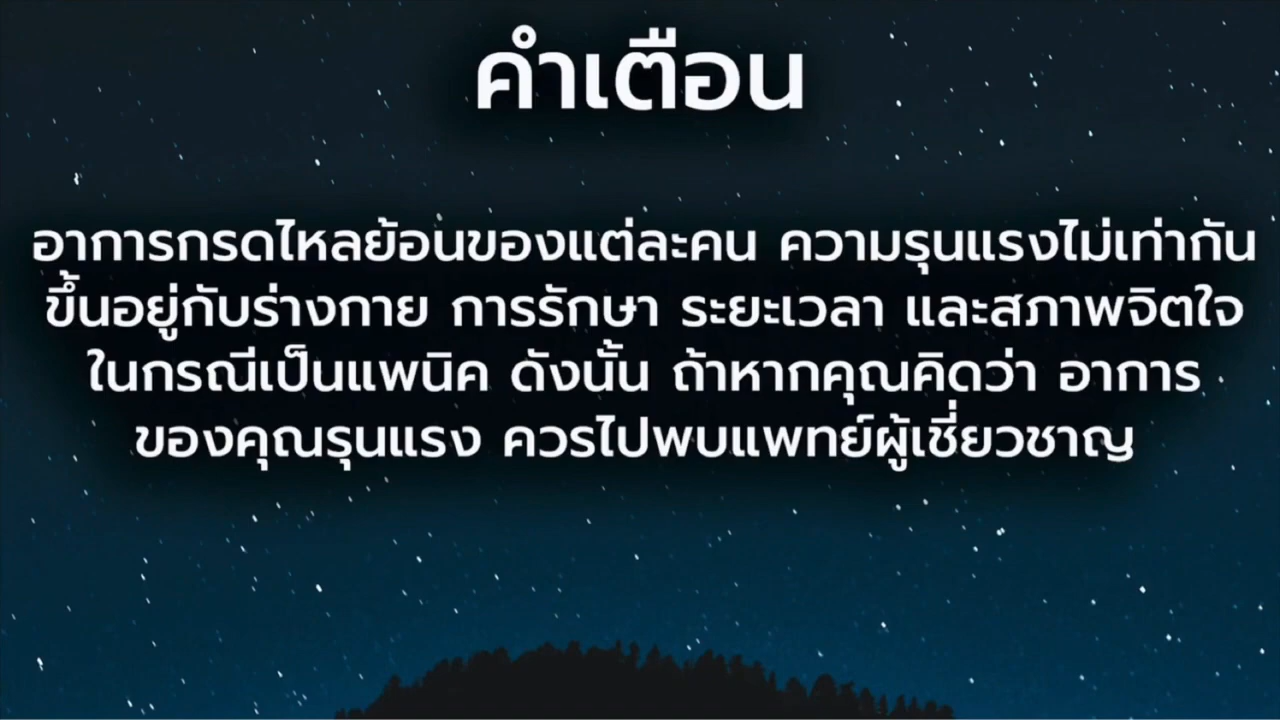 คำเตือน
อาการกรดไหลย้อนของแต่ละคน ความรุนแรงไม่เท่ากัน
ขึ้นอยู่กับร่างกาย การรักษา ระยะเวลา และสภาพจิตใจ
ในกรณีเป็นแพนิค ดังนั้น ถ้าหากคุณคิดว่า อาการ
ของคุณรุนแรง ควรไปพบแพทย์ผู้เชี่ยวชาญ